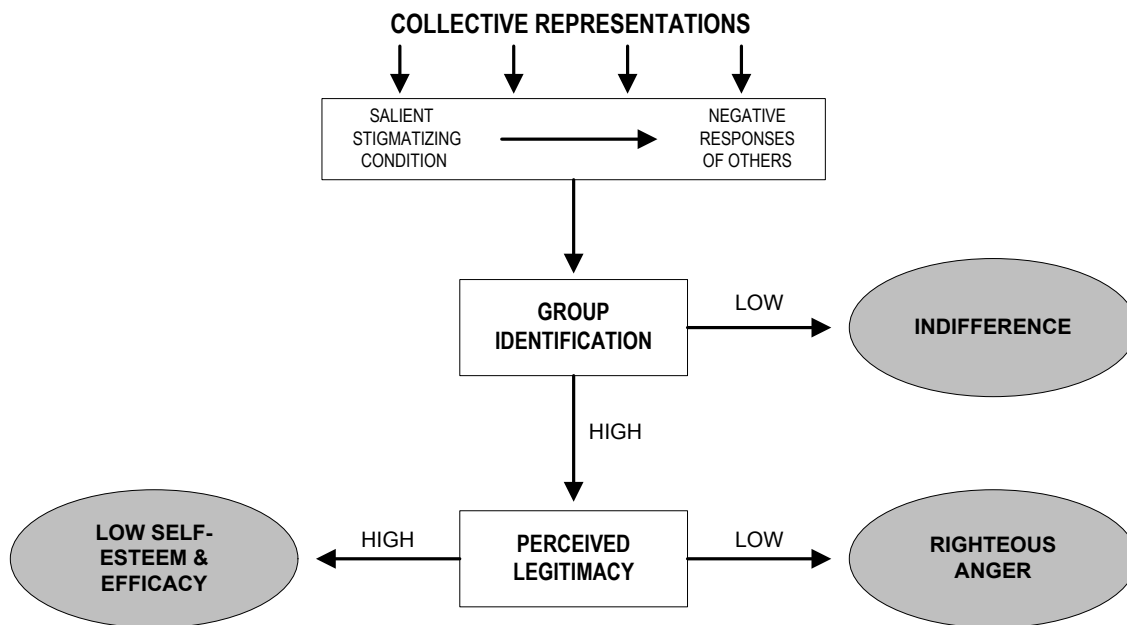 COLLECTIVE REPRESENTATIONS
SALIENT
STIGMATIZING
CONDITION
NEGATIVE
RESPONSES
OF OTHERS
GROUP
IDENTIFICATION
LOW
INDIFFERENCE
HIGH
LOW SELF-
ESTEEM &
EFFICACY
HIGH
PERCEIVED
LEGITIMACY
LOW
RIGHTEOUS
ANGER